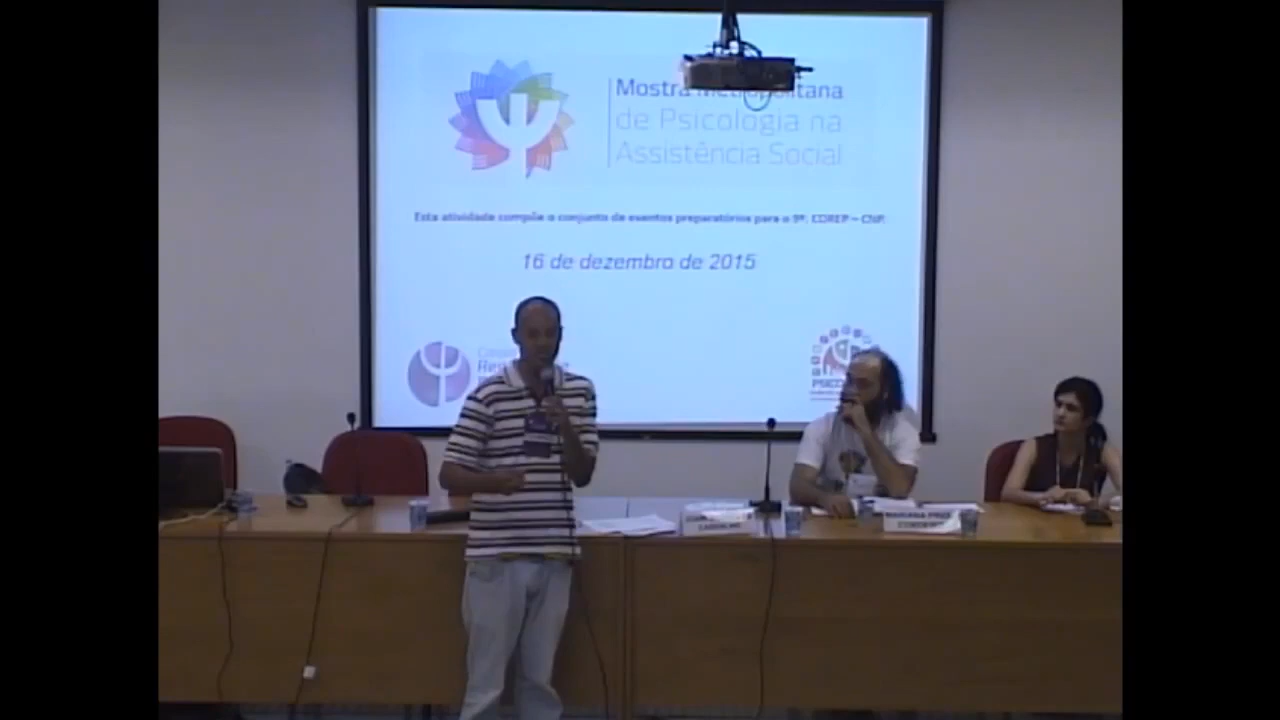 Mostra Metropolitana
de Psicologia na
Assistência Social
Esta atividade compõe o conjunto de eventos preparatórios para o 9º. COREP – CNP.
16 de dezembro de 2015